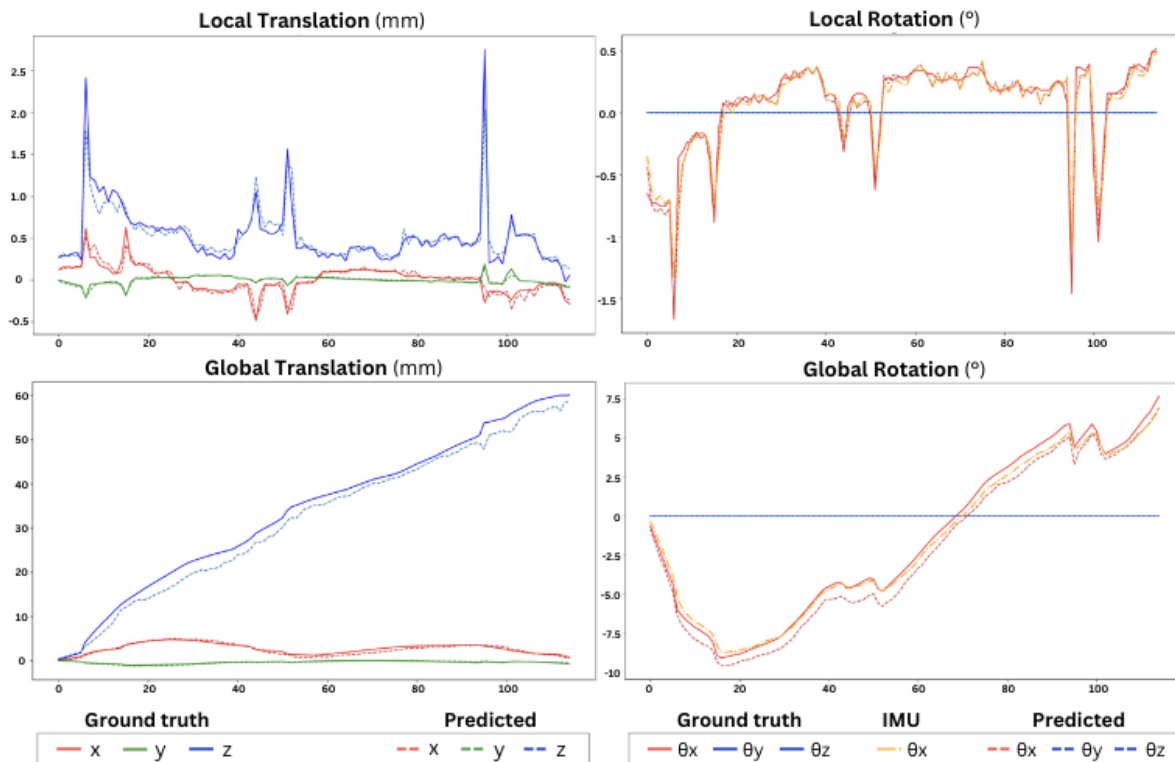 Local Translation (mm)
2.5
2.0
1.5
1.0
0.5
0
-0.5
0 20 40 60 80 100
Local Rotation (°)
0.5
0.0
-0.5
-1
-1.5
0 20 40 60 80 100
Global Translation (mm)
60
50
40
30
20
10
0
0 20 40 60 80 100
Global Rotation (°)
7.5
5
2.5
0
-2.5
-5.0
-7.5
-10
0 20 40 60 80 100
Ground truth Predicted
x y z x y z
Ground truth IMU Predicted
θx θy θz θx θx θy θz